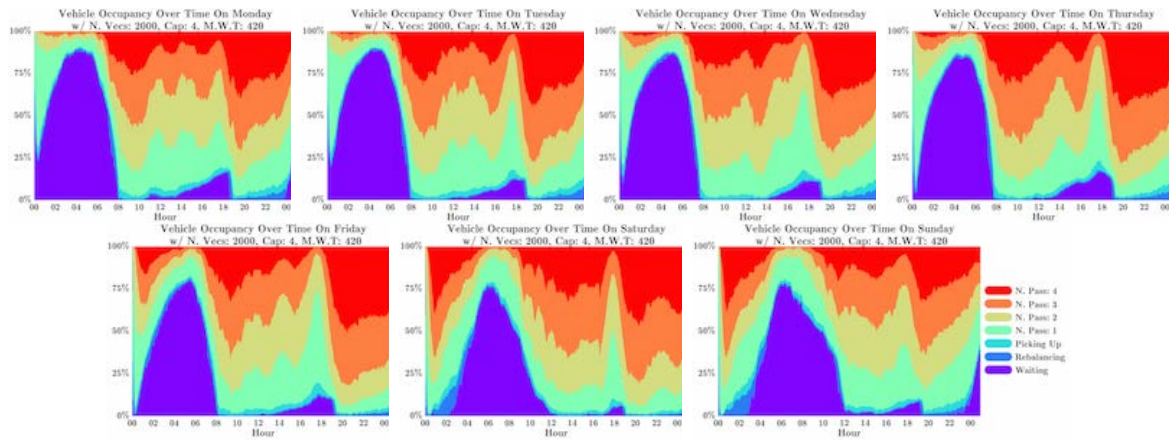 Vehicle Occupancy Over Time On Monday
w/ N. Vecs: 2000, Cap: 4, M.W.T: 420
100%
75%
50%
25%
0%
00 02 04 06 08 10 12 14 16 18 20 22 00
Hour
Vehicle Occupancy Over Time On Tuesday
w/ N. Vecs: 2000, Cap: 4, M.W.T: 420
100%
75%
50%
25%
0%
00 02 04 06 08 10 12 14 16 18 20 22 00
Hour
Vehicle Occupancy Over Time On Wednesday
w/ N. Vecs: 2000, Cap: 4, M.W.T: 420
100%
75%
50%
25%
0%
00 02 04 06 08 10 12 14 16 18 20 22 00
Hour
Vehicle Occupancy Over Time On Thursday
w/ N. Vecs: 2000, Cap: 4, M.W.T: 420
100%
75%
50%
25%
0%
00 02 04 06 08 10 12 14 16 18 20 22 00
Hour
Vehicle Occupancy Over Time On Friday
w/ N. Vecs: 2000, Cap: 4, M.W.T: 420
100%
75%
50%
25%
0%
00 02 04 06 08 10 12 14 16 18 20 22 00
Hour
Vehicle Occupancy Over Time On Saturday
w/ N. Vecs: 2000, Cap: 4, M.W.T: 420
100%
75%
50%
25%
0%
00 02 04 06 08 10 12 14 16 18 20 22 00
Hour
Vehicle Occupancy Over Time On Sunday
w/ N. Vecs: 2000, Cap: 4, M.W.T: 420
100%
75%
50%
25%
0%
00 02 04 06 08 10 12 14 16 18 20 22 00
Hour
N. Pass: 4
N. Pass: 3
N. Pass: 2
N. Pass: 1
Picking Up
Rebalancing
Waiting